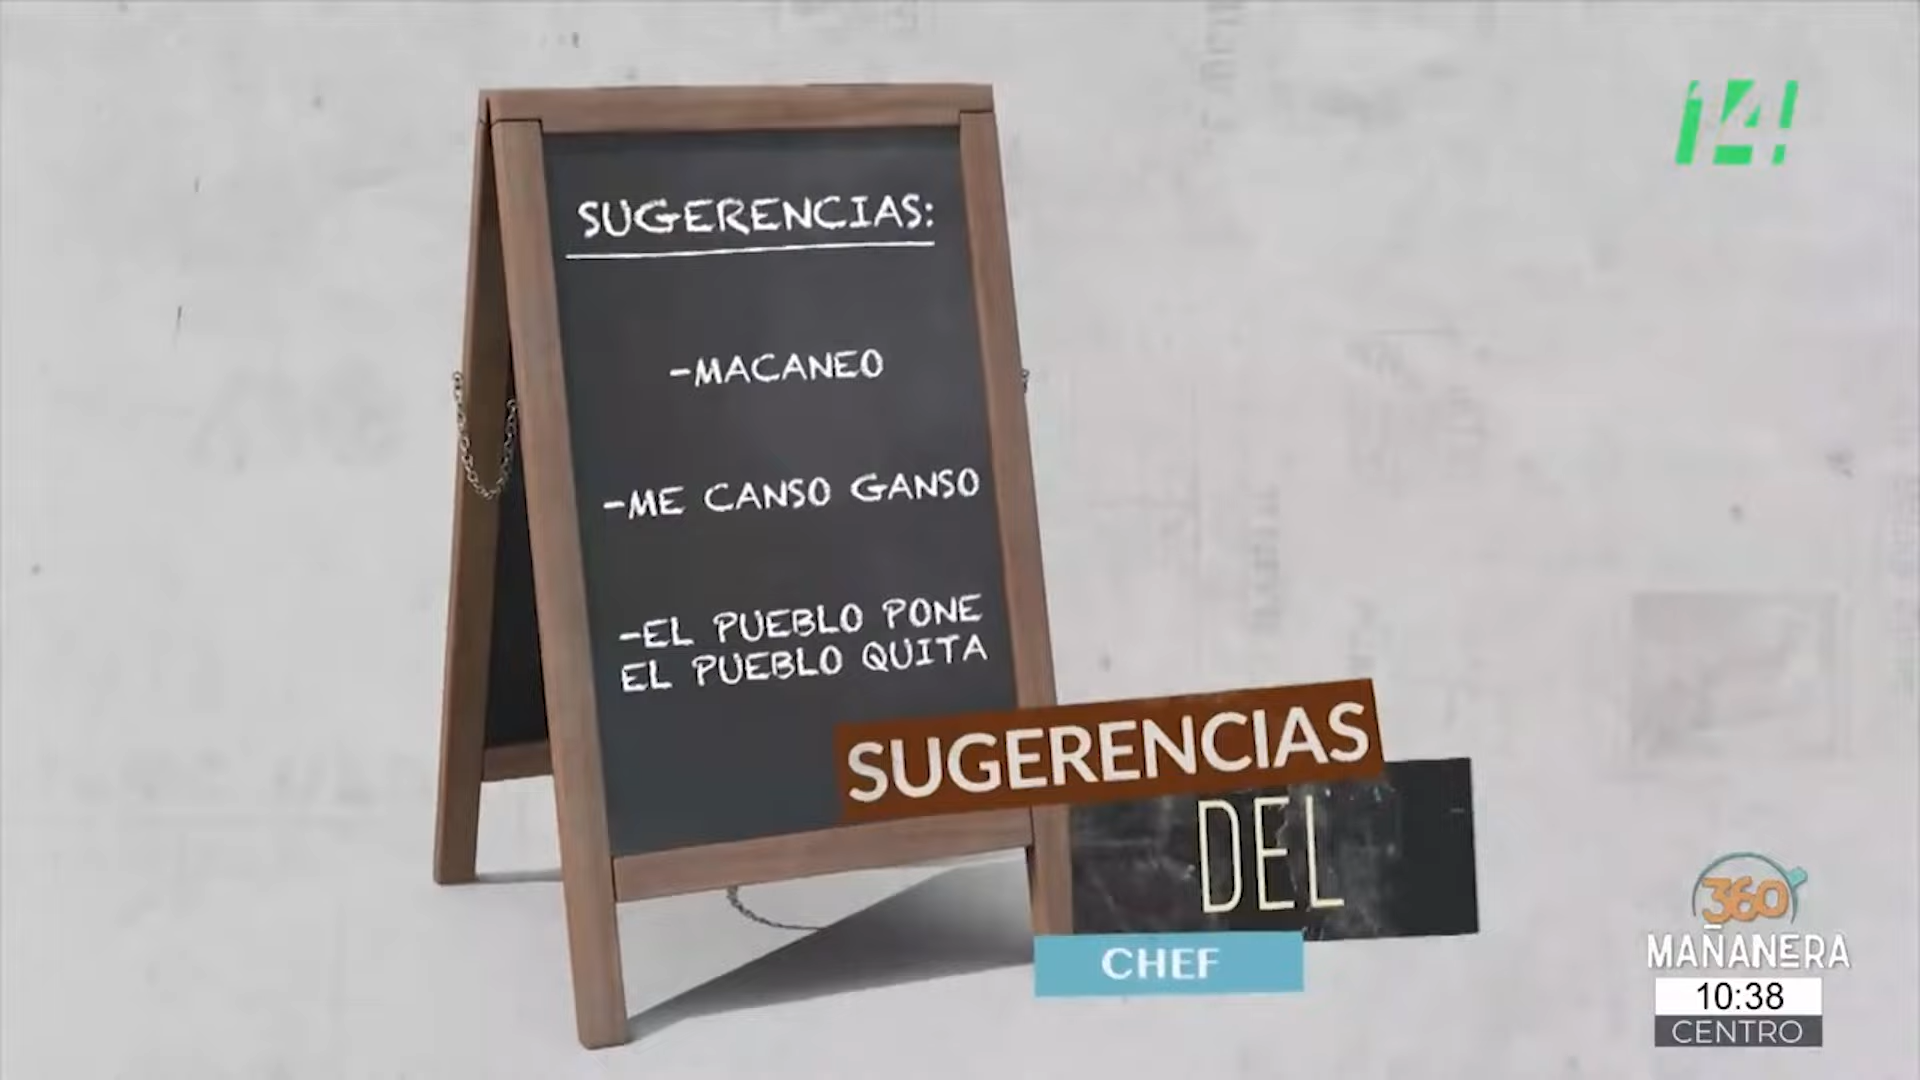 14!
SUGERENCIAS:
-MACANEO
-ME CANSO GANSO
-EL PUEBLO PONE
EL PUEBLO QUITA
SUGERENCIAS
DEL
CHEF
360°
MAÑANERA
10:38
CENTRO